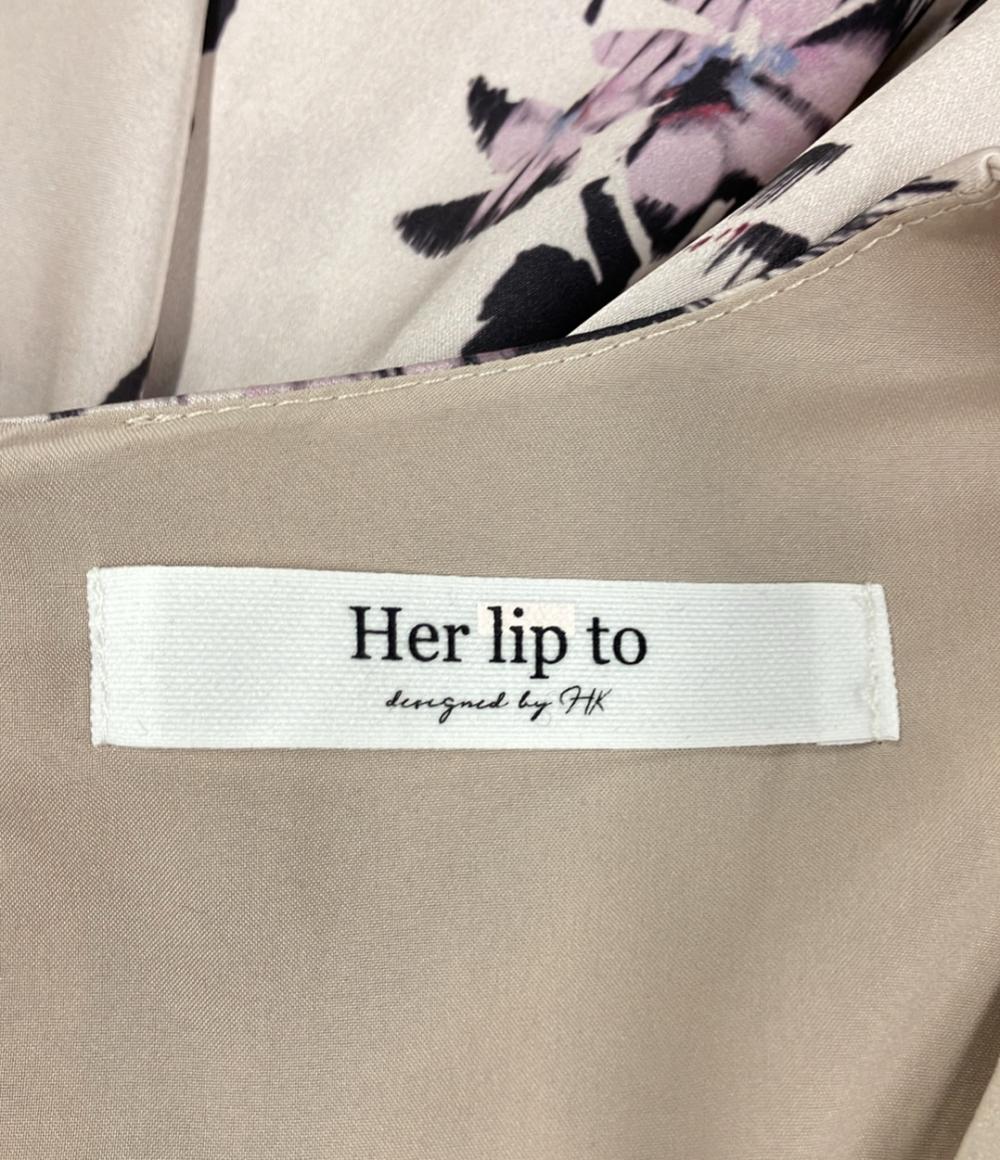 Her lip to
designed by HK